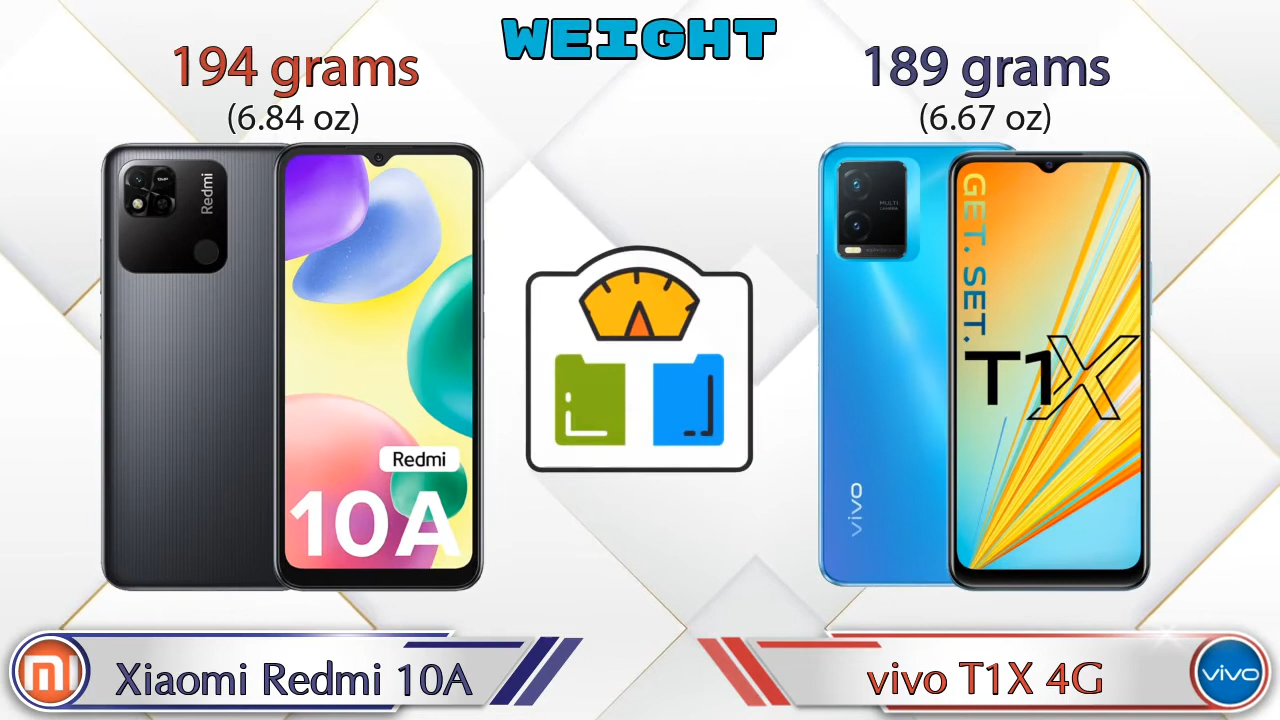 WEIGHT
194 grams
(6.84 oz)
189 grams
(6.67 oz)
Redmi
Redmi
10A
MULTI
vivo
GET. SET.
T1X
Xiaomi Redmi 10A
vivo T1X 4G
vivo